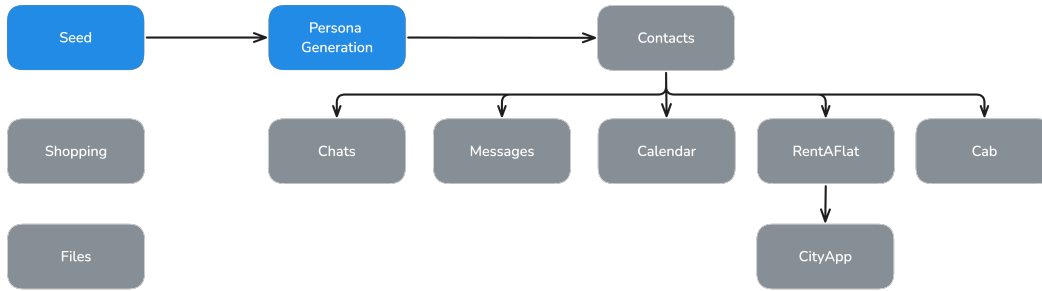 Seed
Persona
Generation
Contacts
Shopping
Chats
Messages
Calendar
RentAFlat
Cab
Files
CityApp